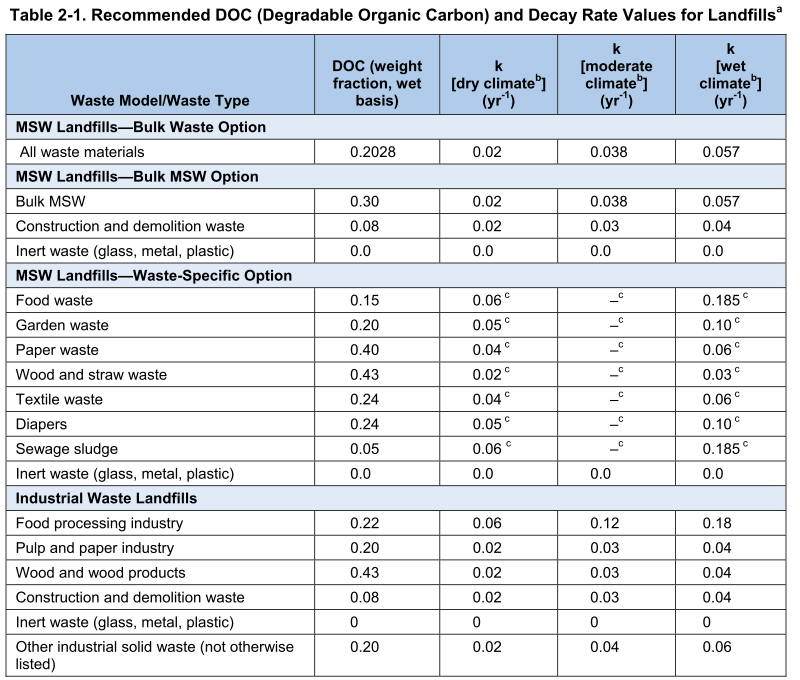 Table 2-1. Recommended DOC (Degradable Organic Carbon) and Decay Rate Values for Landfills^a
Waste Model/Waste Type | DOC (weight fraction, wet basis) | k [dry climate^b] (yr^-1) | k [moderate climate^b] (yr^-1) | k [wet climate^b] (yr^-1)
MSW Landfills—Bulk Waste Option
All waste materials | 0.2028 | 0.02 | 0.038 | 0.057
MSW Landfills—Bulk MSW Option
Bulk MSW | 0.30 | 0.02 | 0.038 | 0.057
Construction and demolition waste | 0.08 | 0.02 | 0.03 | 0.04
Inert waste (glass, metal, plastic) | 0.0 | 0.0 | 0.0 | 0.0
MSW Landfills—Waste-Specific Option
Food waste | 0.15 | 0.06 ^c | –^c | 0.185 ^c
Garden waste | 0.20 | 0.05 ^c | –^c | 0.10 ^c
Paper waste | 0.40 | 0.04 ^c | –^c | 0.06 ^c
Wood and straw waste | 0.43 | 0.02 ^c | –^c | 0.03 ^c
Textile waste | 0.24 | 0.04 ^c | –^c | 0.06 ^c
Diapers | 0.24 | 0.05 ^c | –^c | 0.10 ^c
Sewage sludge | 0.05 | 0.06 ^c | –^c | 0.185 ^c
Inert waste (glass, metal, plastic) | 0.0 | 0.0 | 0.0 | 0.0
Industrial Waste Landfills
Food processing industry | 0.22 | 0.06 | 0.12 | 0.18
Pulp and paper industry | 0.20 | 0.02 | 0.03 | 0.04
Wood and wood products | 0.43 | 0.02 | 0.03 | 0.04
Construction and demolition waste | 0.08 | 0.02 | 0.03 | 0.04
Inert waste (glass, metal, plastic) | 0 | 0 | 0 | 0
Other industrial solid waste (not otherwise listed) | 0.20 | 0.02 | 0.04 | 0.06